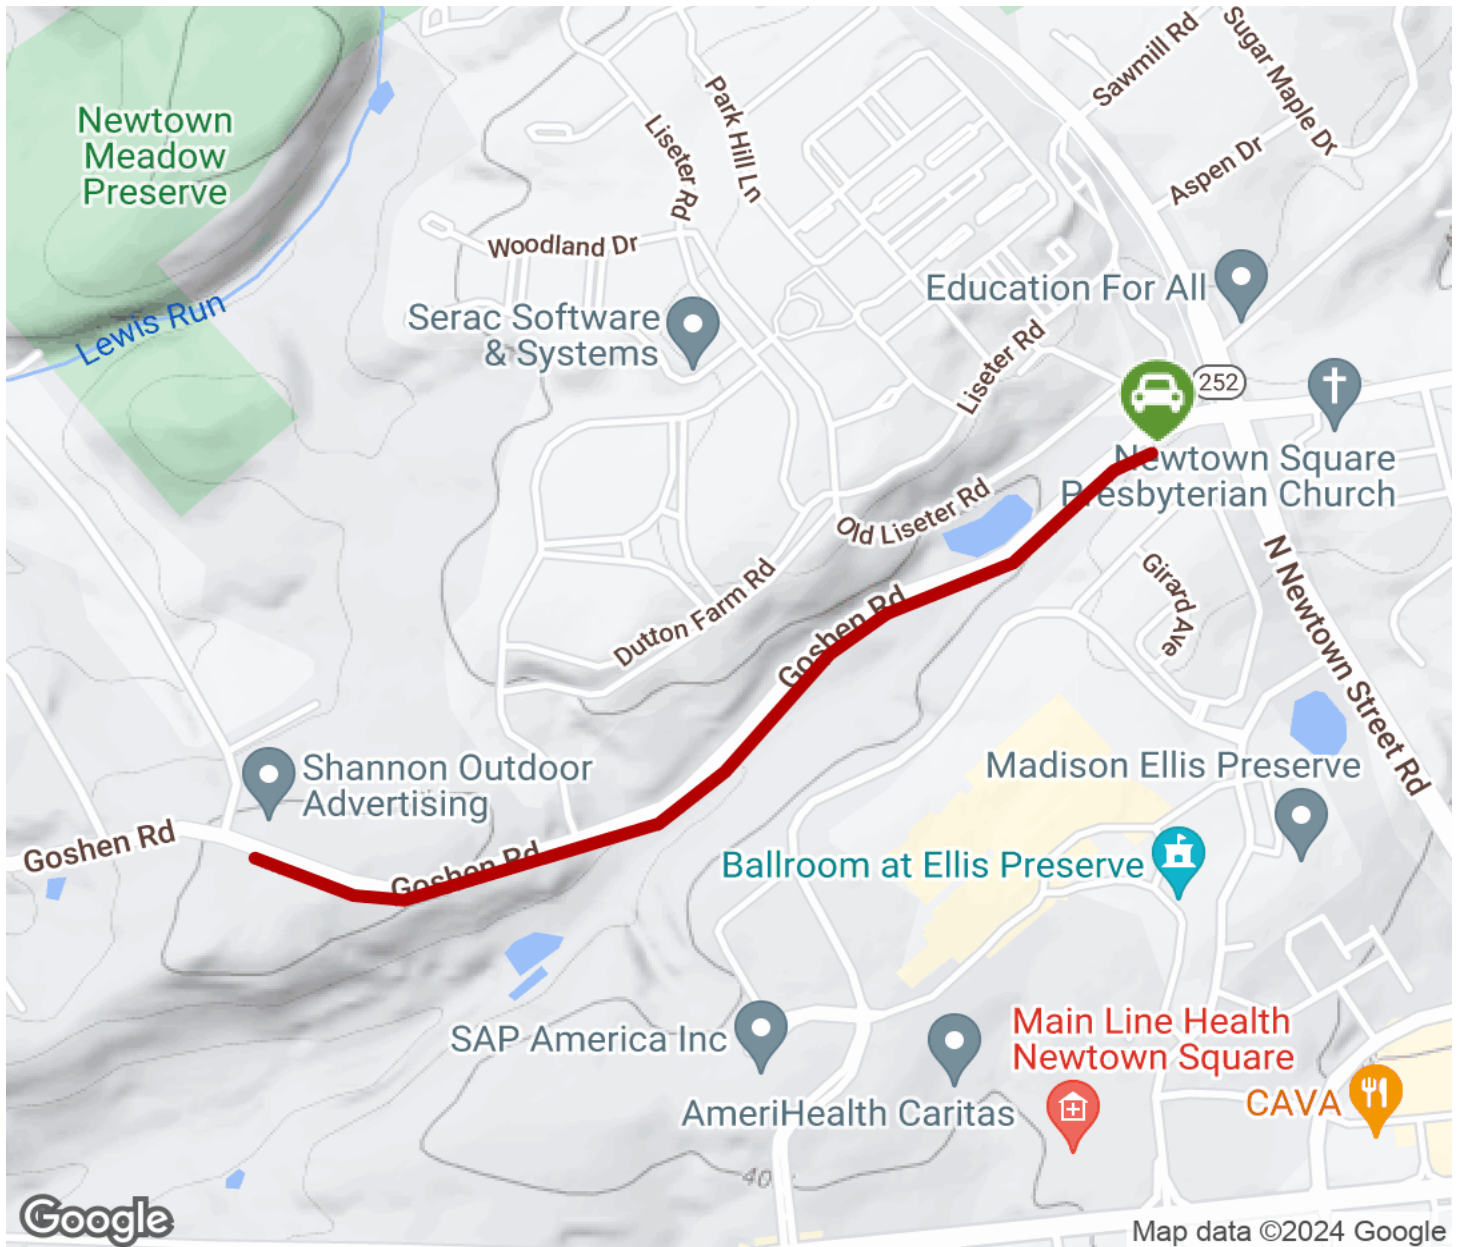 Sawmill Rd
Sugar Maple Dr
Newtown
Meadow
Preserve
Park Hill Ln
Liseter Rd
Aspen Dr
Woodland Dr
Education For All
Lewis Run
Serac Software
& Systems
Liseter Rd
252
Newtown Square
Presbyterian Church
Old Liseter Rd
N Newtown Street Rd
Girard Ave
Dutton Farm Rd
Goshen Rd
Shannon Outdoor
Advertising
Madison Ellis Preserve
Goshen Rd
Goshen Rd
Ballroom at Ellis Preserve
SAP America Inc
Main Line Health
Newtown Square
AmeriHealth Caritas
CAVA
Google
Map data ©2024 Google